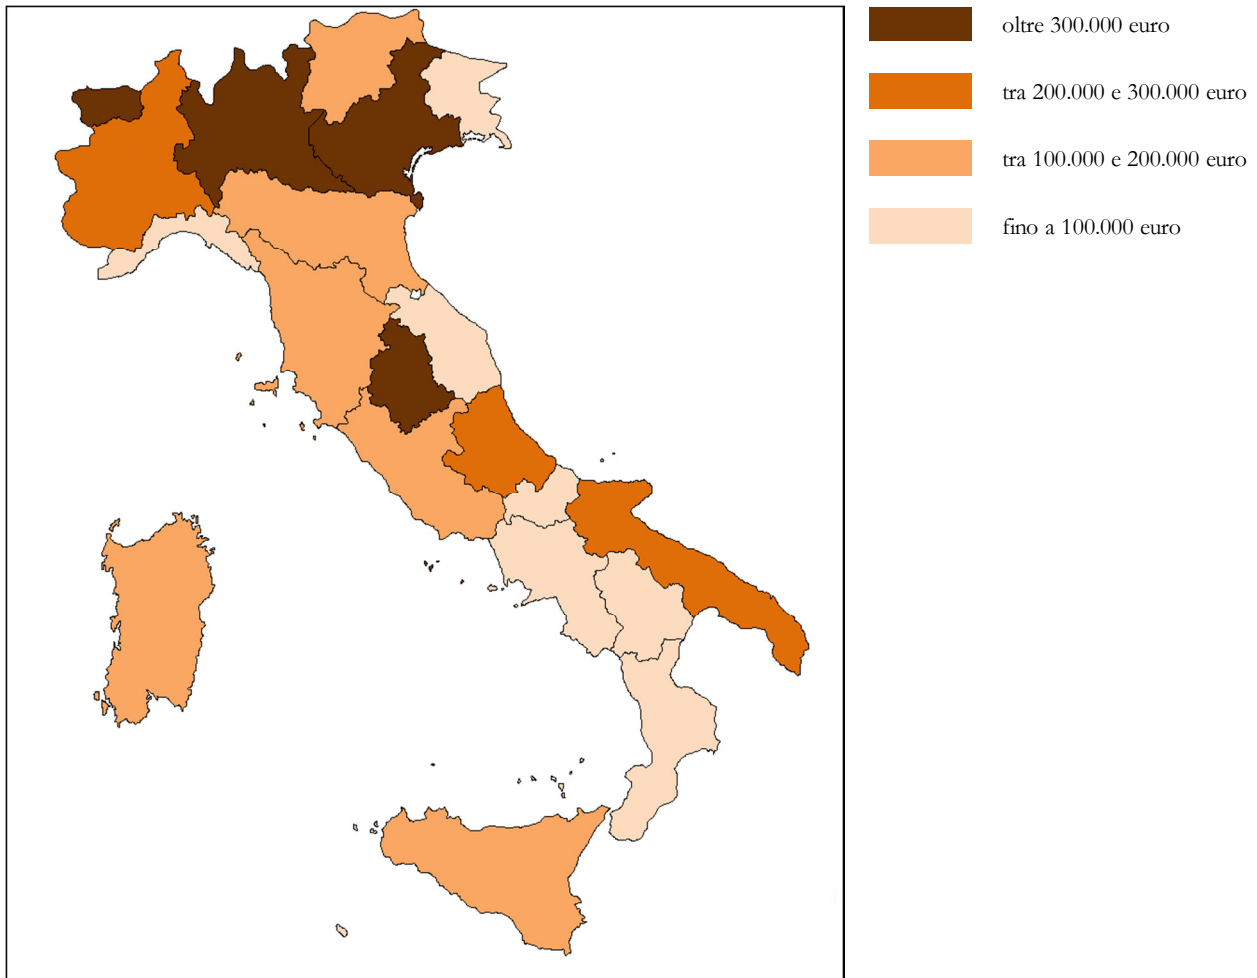 oltre 300.000 euro
tra 200.000 e 300.000 euro
tra 100.000 e 200.000 euro
fino a 100.000 euro